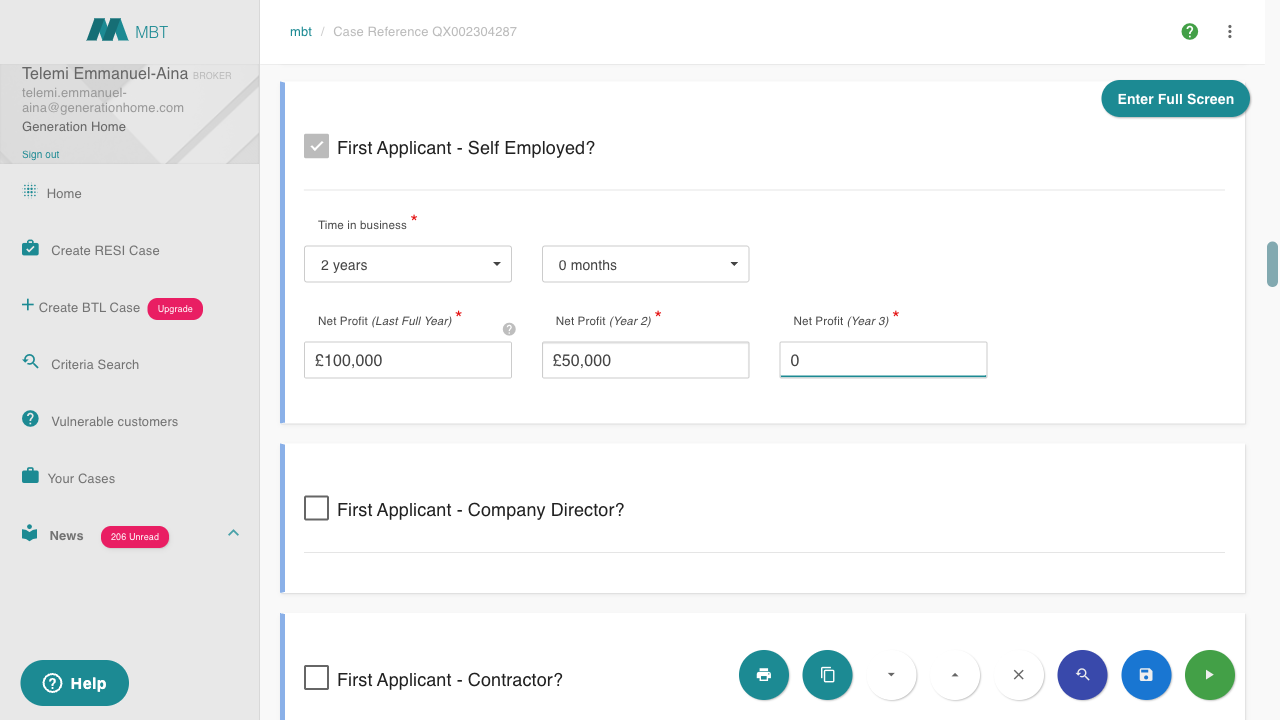 MBT
mbt / Case Reference QX002304287
Telemi Emmanuel-Aina BROKER
telemi.emmanuel-
aina@generationhome.com
Generation Home
Sign out
Home
Create RESI Case
Create BTL Case Upgrade
Criteria Search
Vulnerable customers
Your Cases
News 206 Unread
Help
Enter Full Screen
First Applicant - Self Employed?
Time in business *
2 years 0 months
Net Profit (Last Full Year) * Net Profit (Year 2) * Net Profit (Year 3) *
£100,000 £50,000 0
First Applicant - Company Director?
First Applicant - Contractor?